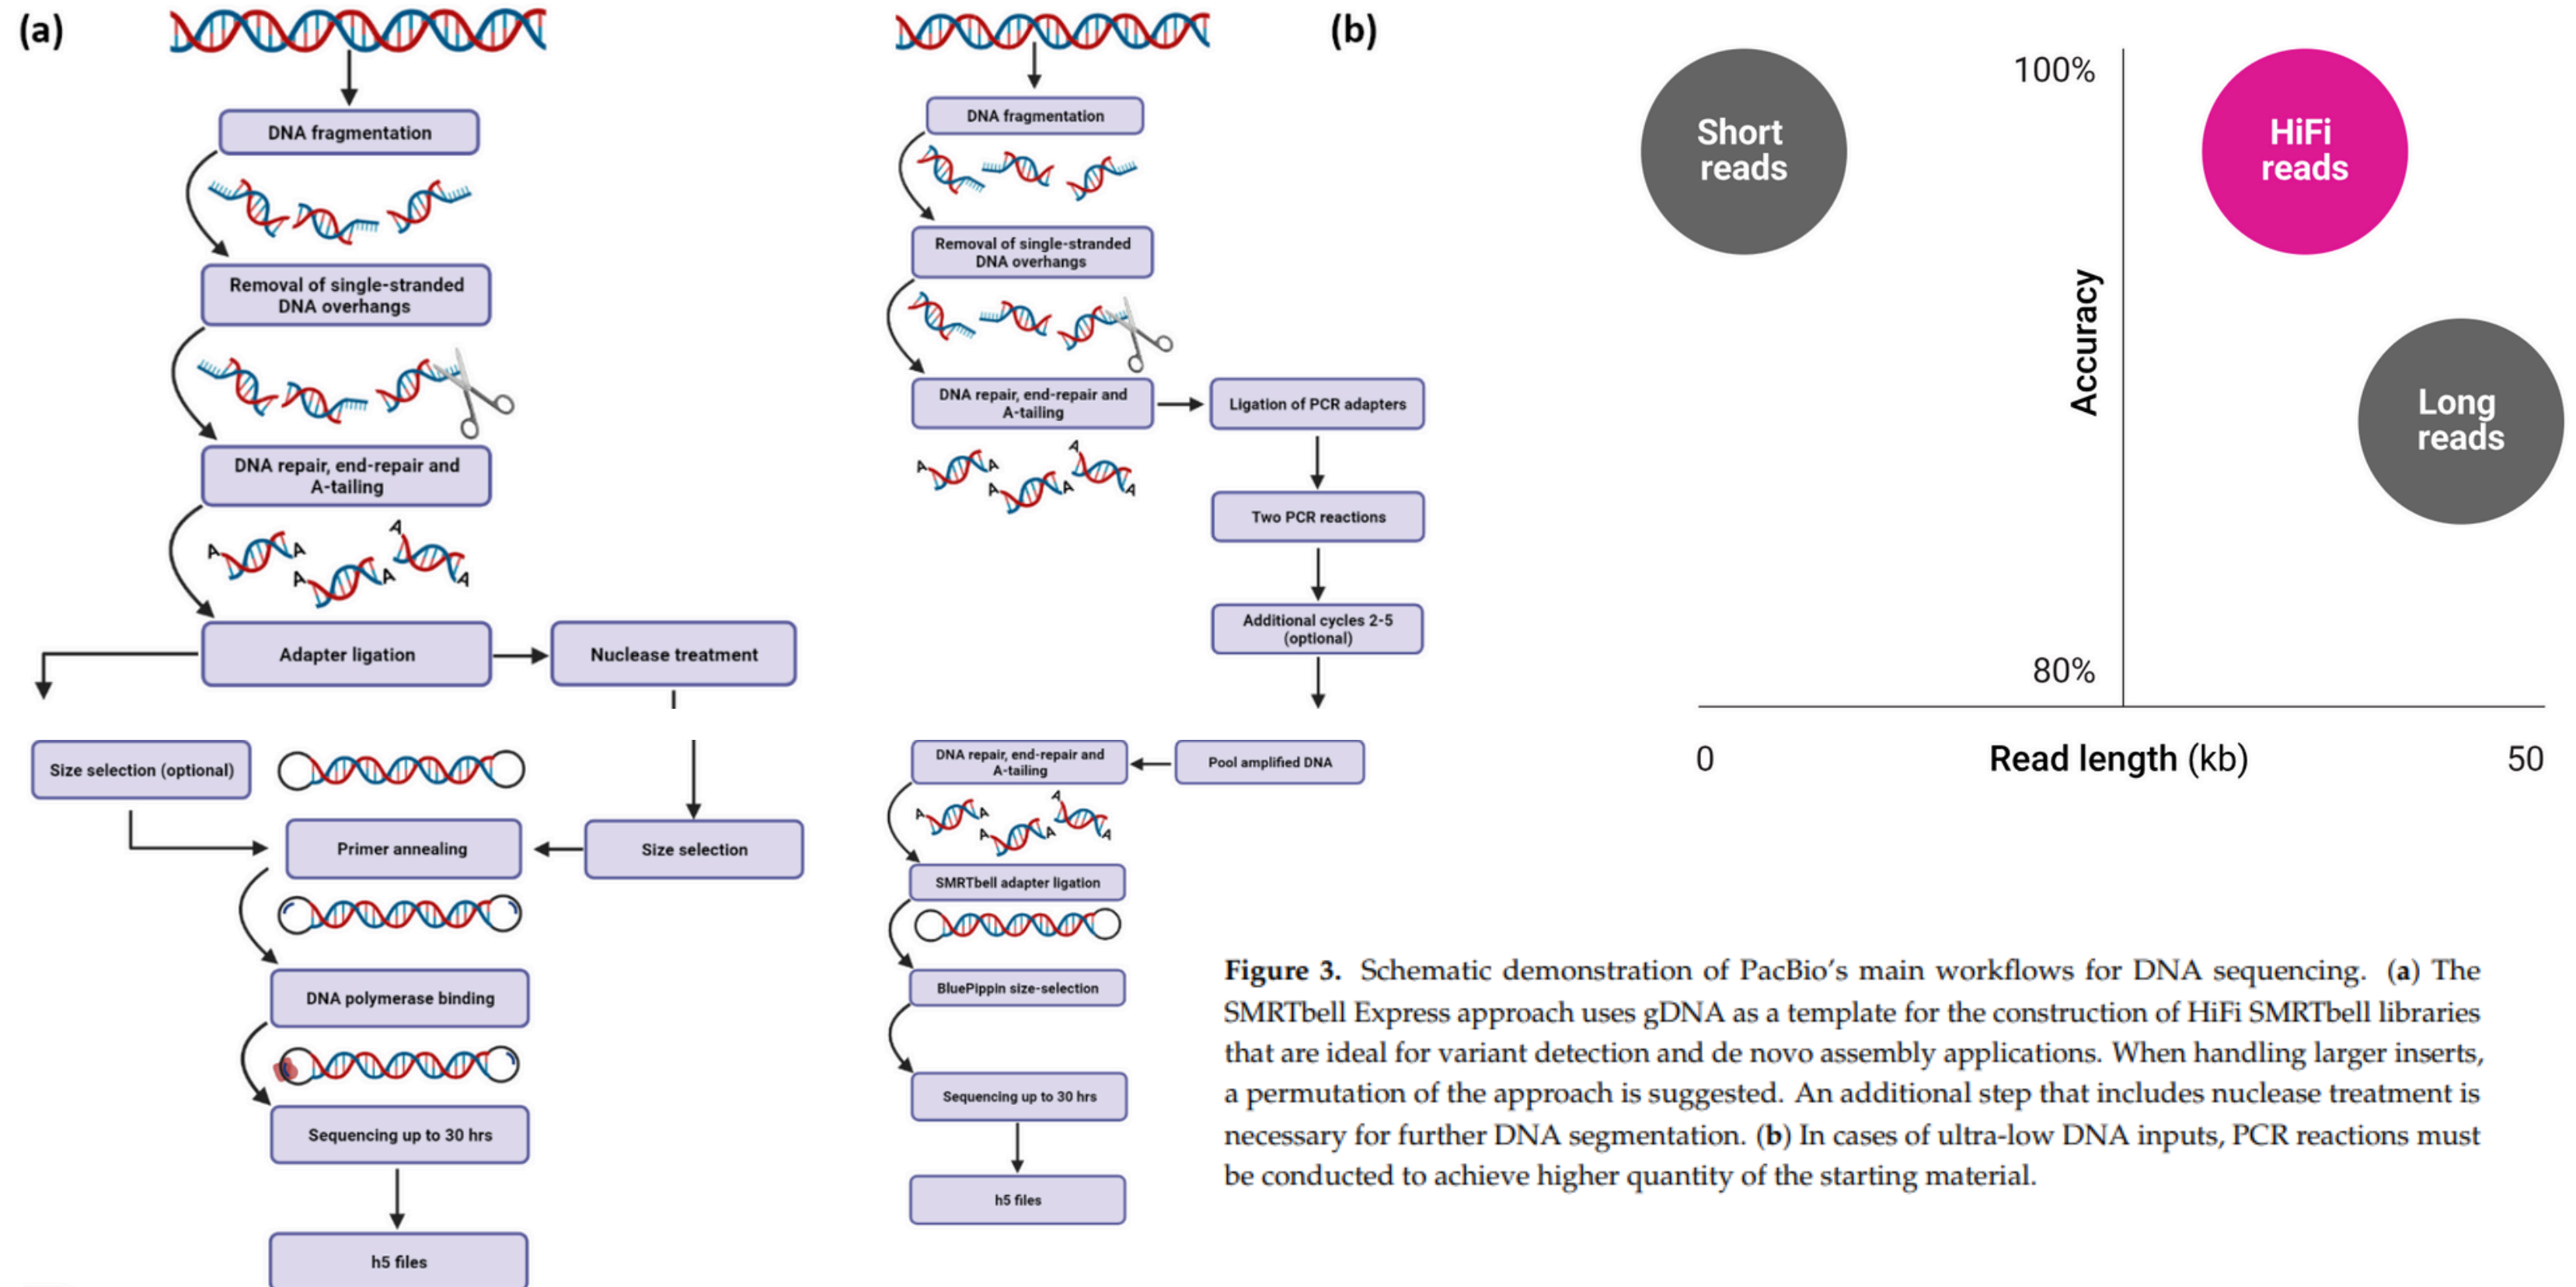 (a)
DNA fragmentation
Removal of single-stranded
DNA overhangs
DNA repair, end-repair and
A-tailing
A
A
A
A
A
A
Adapter ligation
Nuclease treatment
Size selection (optional)
Primer annealing
Size selection
DNA polymerase binding
Sequencing up to 30 hrs
h5 files
(b)
DNA fragmentation
Removal of single-stranded
DNA overhangs
DNA repair, end-repair and
A-tailing
A
A
A
A
A
A
Ligation of PCR adapters
Two PCR reactions
Additional cycles 2-5
(optional)
Pool amplified DNA
DNA repair, end-repair and
A-tailing
A
A
A
A
A
A
SMRTbell adapter ligation
BluePippin size-selection
Sequencing up to 30 hrs
h5 files
100%
80%
Accuracy
Short
reads
HiFi
reads
Long
reads
0
Read length (kb)
50
Figure 3. Schematic demonstration of PacBio's main workflows for DNA sequencing. (a) The
SMRTbell Express approach uses gDNA as a template for the construction of HiFi SMRTbell libraries
that are ideal for variant detection and de novo assembly applications. When handling larger inserts,
a permutation of the approach is suggested. An additional step that includes nuclease treatment is
necessary for further DNA segmentation. (b) In cases of ultra-low DNA inputs, PCR reactions must
be conducted to achieve higher quantity of the starting material.